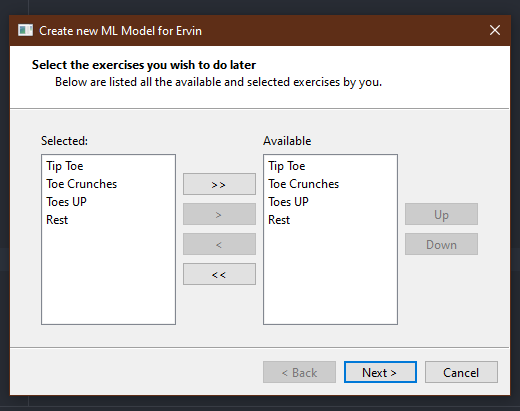 Create new ML Model for Ervin
Select the exercises you wish to do later
Below are listed all the available and selected exercises by you.
Selected:
Tip Toe
Toe Crunches
Toes UP
Rest
>>
>
<
<<
Available
Tip Toe
Toe Crunches
Toes UP
Rest
Up
Down
< Back
Next >
Cancel